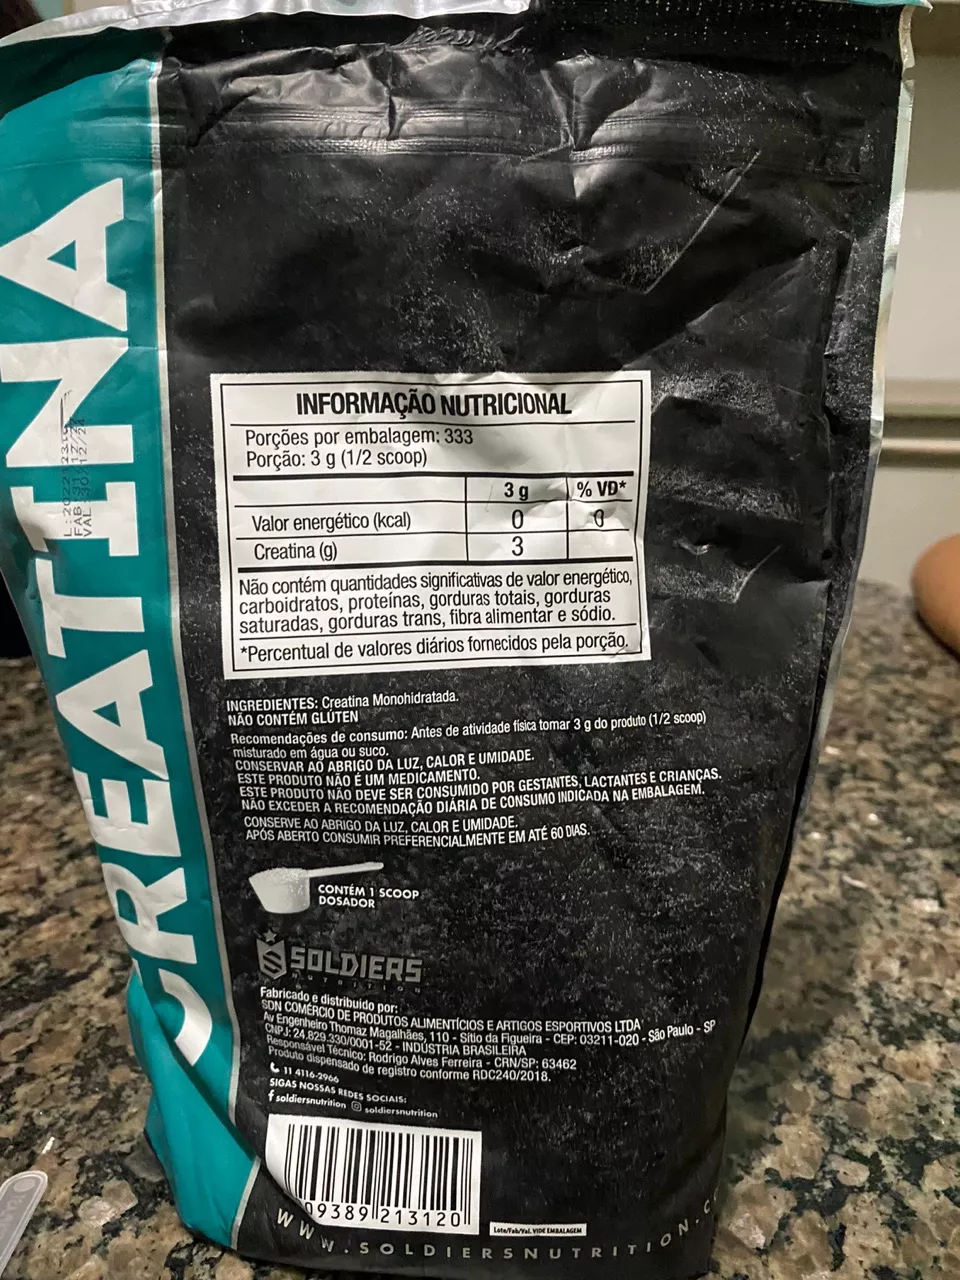 CREATINA
INFORMAÇÃO NUTRICIONAL
Porções por embalagem: 333
Porção: 3 g (1/2 scoop)
3 g % VD*
Valor energético (kcal) 0 0
Creatina (g) 3
Não contém quantidades significativas de valor energético,
carboidratos, proteínas, gorduras totais, gorduras
saturadas, gorduras trans, fibra alimentar e sódio.
*Percentual de valores diários fornecidos pela porção.
INGREDIENTES: Creatina Monohidratada.
NÃO CONTÉM GLÚTEN
Recomendações de consumo: Antes de atividade física tomar 3 g do produto (1/2 scoop)
misturado em água ou suco.
CONSERVAR AO ABRIGO DA LUZ, CALOR E UMIDADE.
ESTE PRODUTO NÃO É UM MEDICAMENTO.
ESTE PRODUTO NÃO DEVE SER CONSUMIDO POR GESTANTES, LACTANTES E CRIANÇAS.
NÃO EXCEDER A RECOMENDAÇÃO DIÁRIA DE CONSUMO INDICADA NA EMBALAGEM.
CONSERVE AO ABRIGO DA LUZ, CALOR E UMIDADE.
APÓS ABERTO CONSUMIR PREFERENCIALMENTE EM ATÉ 60 DIAS.
CONTÉM 1 SCOOP
DOSADOR
SOLDIERS
NUTRITION
Fabricado e distribuido por:
SDN COMÉRCIO DE PRODUTOS ALIMENTÍCIOS E ARTIGOS ESPORTIVOS LTDA
Av Engenheiro Thomaz Magalhães, 110 - Sítio da Figueira - CEP: 03211-020 - São Paulo - SP
CNPJ: 24.829.330/0001-52 - INDÚSTRIA BRASILEIRA
Responsável Técnico: Rodrigo Alves Ferreira - CRN/SP: 63462
Produto dispensado de registro conforme RDC240/2018.
11 4116-2966
SIGAS NOSSAS REDES SOCIAIS:
soldiersnutrition soldiersnutrition
09389 213120
Lote/Fab/Val. VIDE EMBALAGEM
WWW.SOLDIERSNUTRITION.C